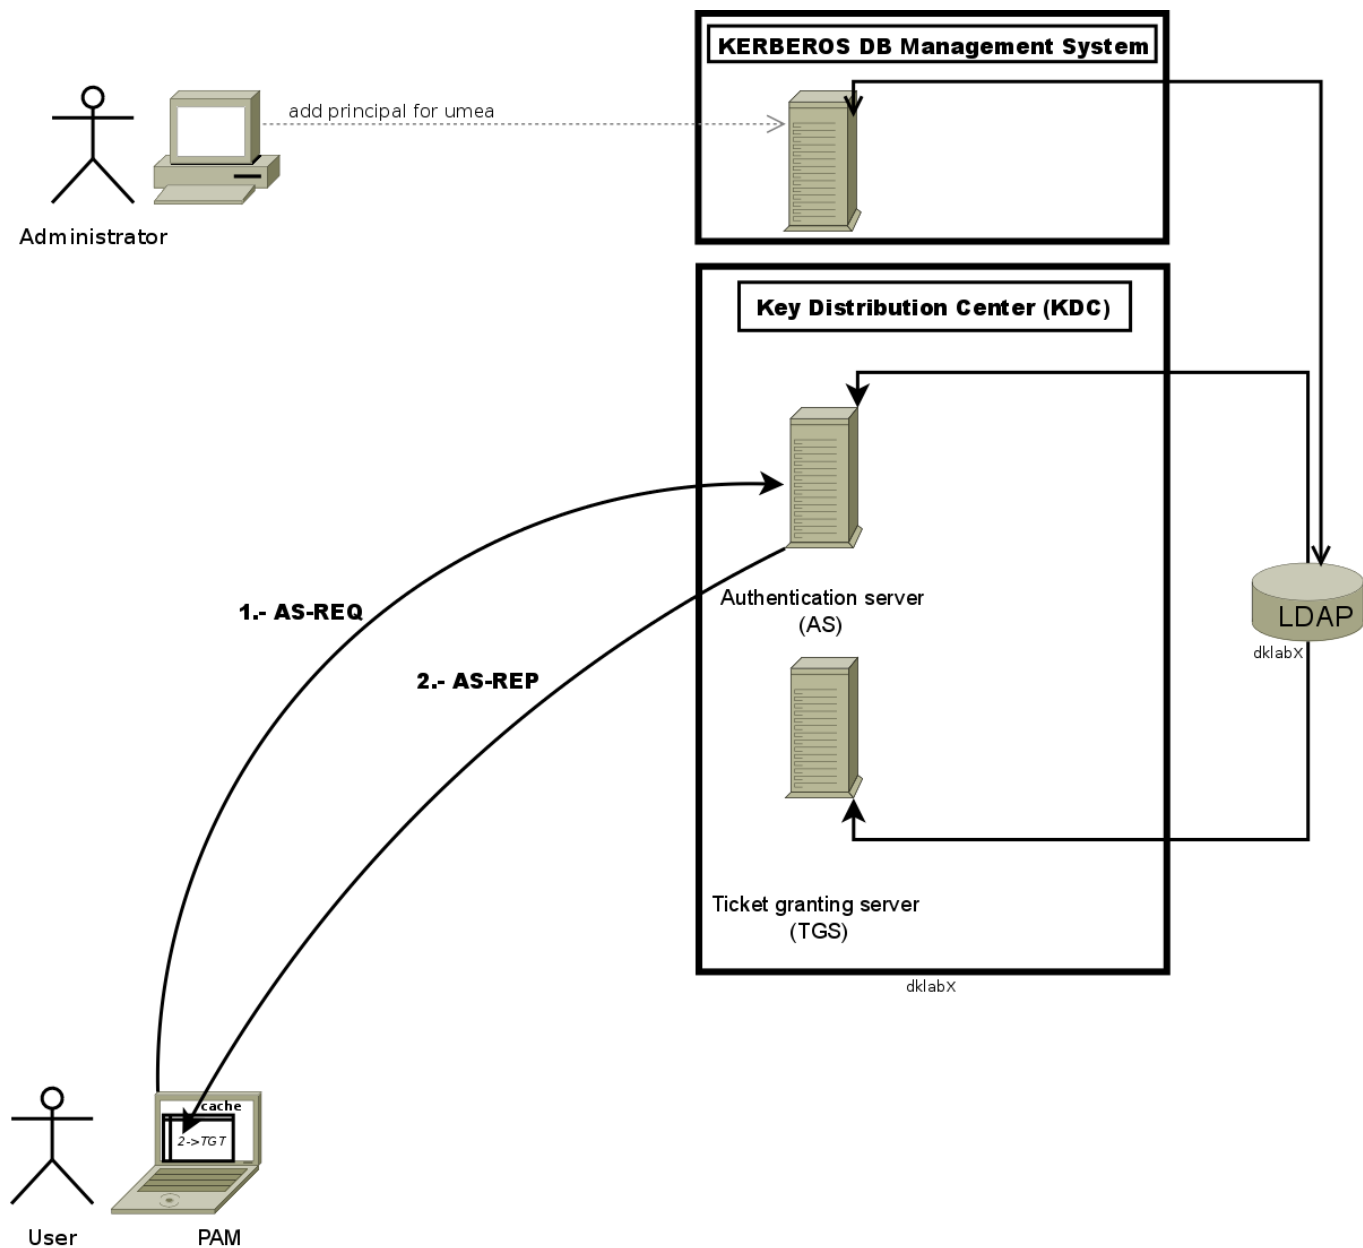 KERBEROS DB Management System
add principal for umea
Administrator
Key Distribution Center (KDC)
1.- AS-REQ
Authentication server
(AS)
LDAP
dklabX
2.- AS-REP
Ticket granting server
(TGS)
dklabX
cache
2->TGT
User
PAM